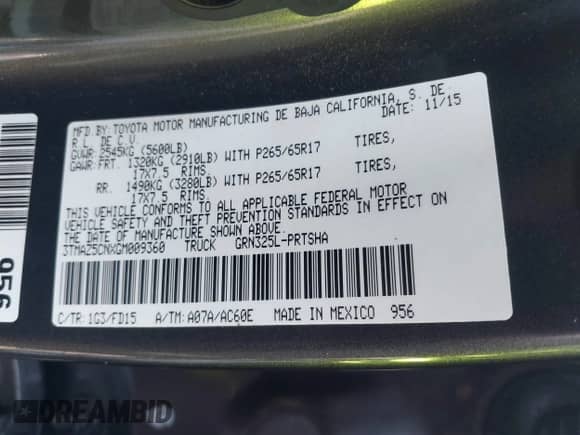 MFD.BY: TOYOTA MOTOR MANUFACTURING DE BAJA CALIFORNIA, S. DE
R.L. DE C.V. DATE: 11/15
GVWR: 2545KG (5600LB)
GAWR: FRT. 1320KG (2910LB) WITH P265/65R17 TIRES,
17X7.5 RIMS,
RR. 1490KG (3280LB) WITH P265/65R17 TIRES,
17X7.5 RIMS.
THIS VEHICLE CONFORMS TO ALL APPLICABLE FEDERAL MOTOR
VEHICLE SAFETY AND THEFT PREVENTION STANDARDS IN EFFECT ON
THE DATE OF MANUFACTURE SHOWN ABOVE.
3TMAZ5CNXGM009360 TRUCK GRN325L-PRTSHA
C/TR: 1G3/FD15 A/TM: A07A/AC60E MADE IN MEXICO 956
956
DREAMBID